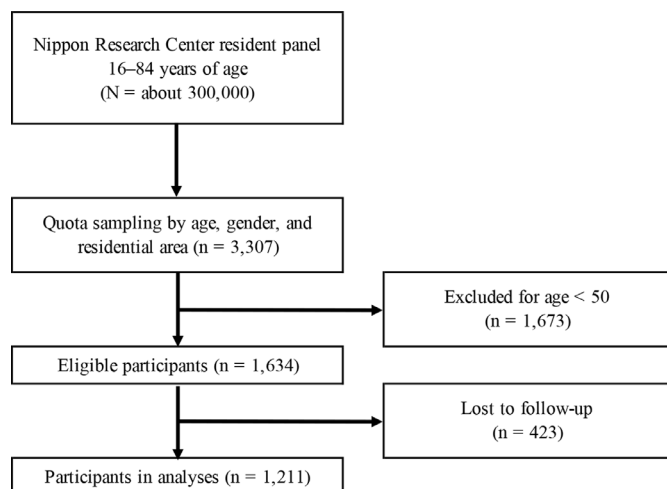 Nippon Research Center resident panel
16–84 years of age
(N = about 300,000)
Quota sampling by age, gender, and
residential area (n = 3,307)
Excluded for age < 50
(n = 1,673)
Eligible participants (n = 1,634)
Lost to follow-up
(n = 423)
Participants in analyses (n = 1,211)